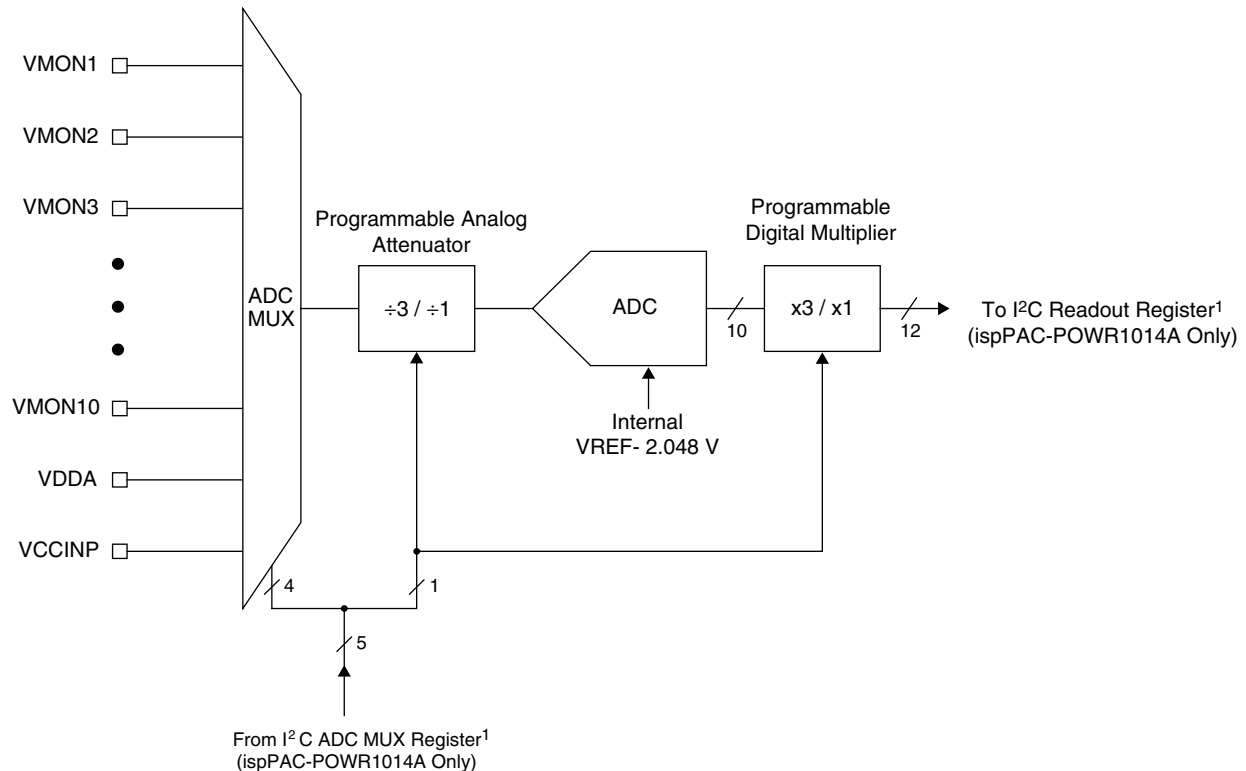 VMON1
VMON2
VMON3
VMON10
VDDA
VCCINP
ADC
MUX
4
1
5
From I2 C ADC MUX Register1
(ispPAC-POWR1014A Only)
Programmable Analog
Attenuator
÷3 / ÷1
ADC
Internal
VREF- 2.048 V
10
Programmable
Digital Multiplier
x3 / x1
12
To I2C Readout Register1
(ispPAC-POWR1014A Only)